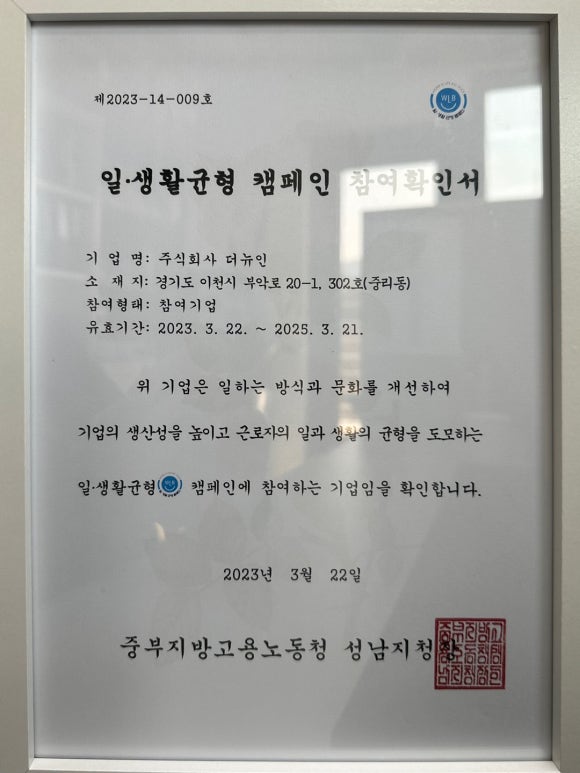 제2023-14-009호
WLB
일·생활균형 캠페인 참여확인서
기 업 명: 주식회사 더뉴인
소 재 지: 경기도 이천시 부악로 20-1, 302호(중리동)
참여형태: 참여기업
유효기간: 2023. 3. 22. ~ 2025. 3. 21.
위 기업은 일하는 방식과 문화를 개선하여
기업의 생산성을 높이고 근로자의 일과 생활의 균형을 도모하는
일·생활균형 WLB 캠페인에 참여하는 기업임을 확인합니다.
2023년 3월 22일
중부지방고용노동청 성남지청장